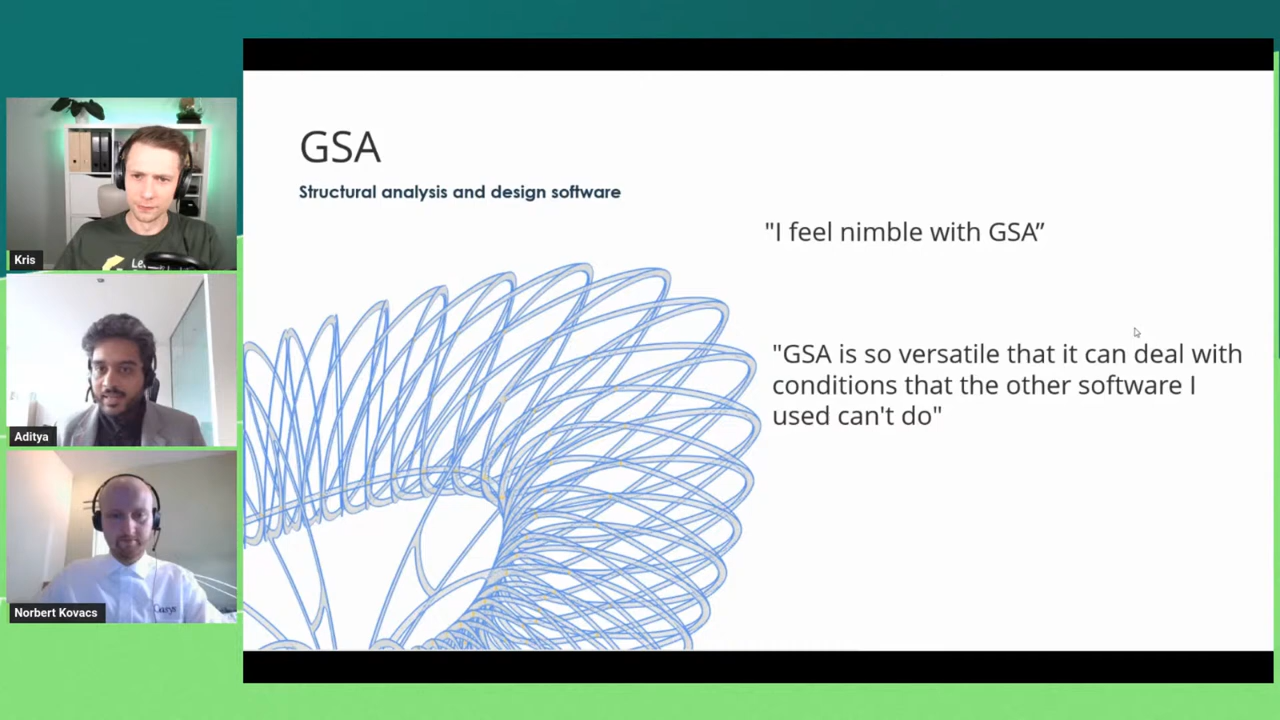 GSA
Structural analysis and design software
"I feel nimble with GSA”
"GSA is so versatile that it can deal with
conditions that the other software I
used can't do"
Kris
Aditya
Norbert Kovacs
Oasys